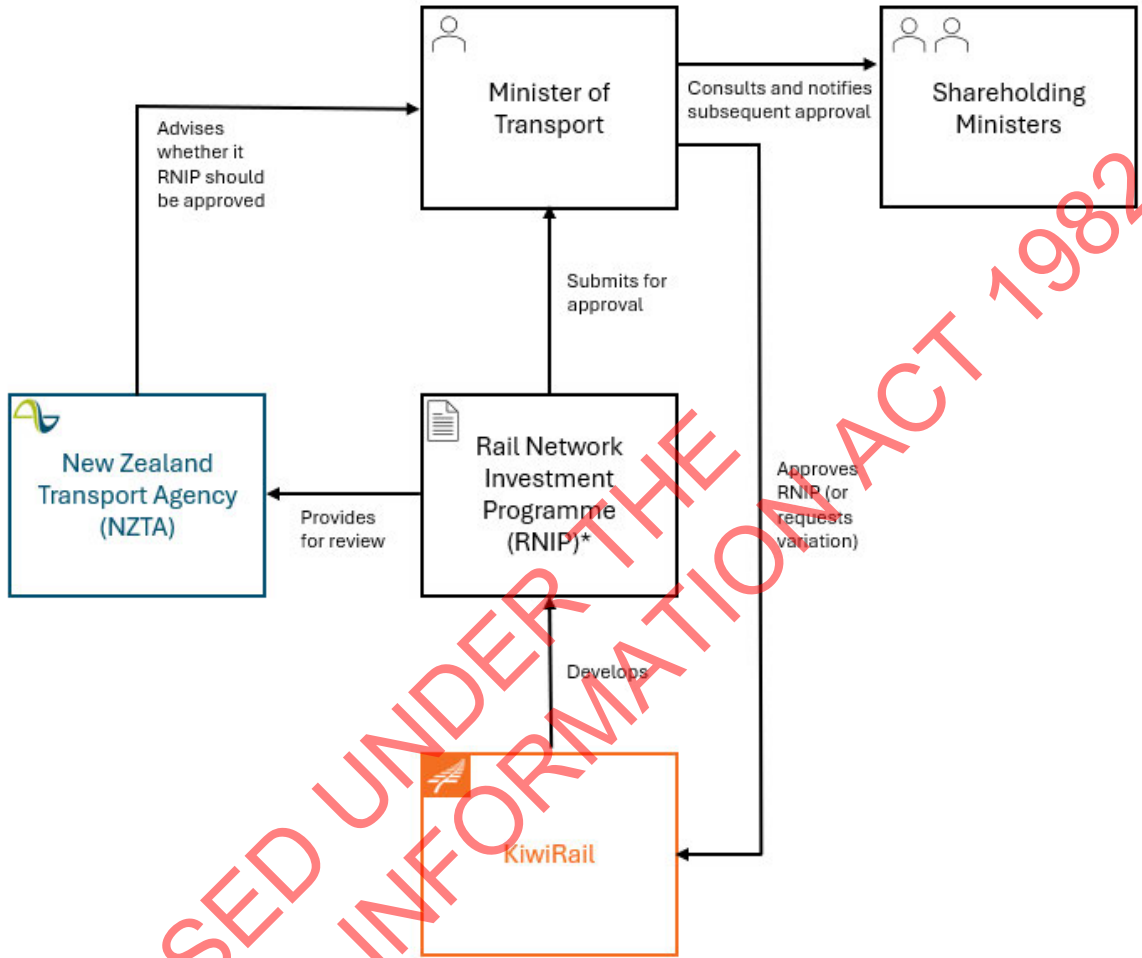 Minister of
Transport
Consults and notifies
subsequent approval
Shareholding
Ministers
Advises
whether it
RNIP should
be approved
Submits for
approval
New Zealand
Transport Agency
(NZTA)
Provides
for review
Rail Network
Investment
Programme
(RNIP)*
Approves
RNIP (or
requests
variation)
Develops
KiwiRail
SED UNDER THE
INFORMATION ACT 1982